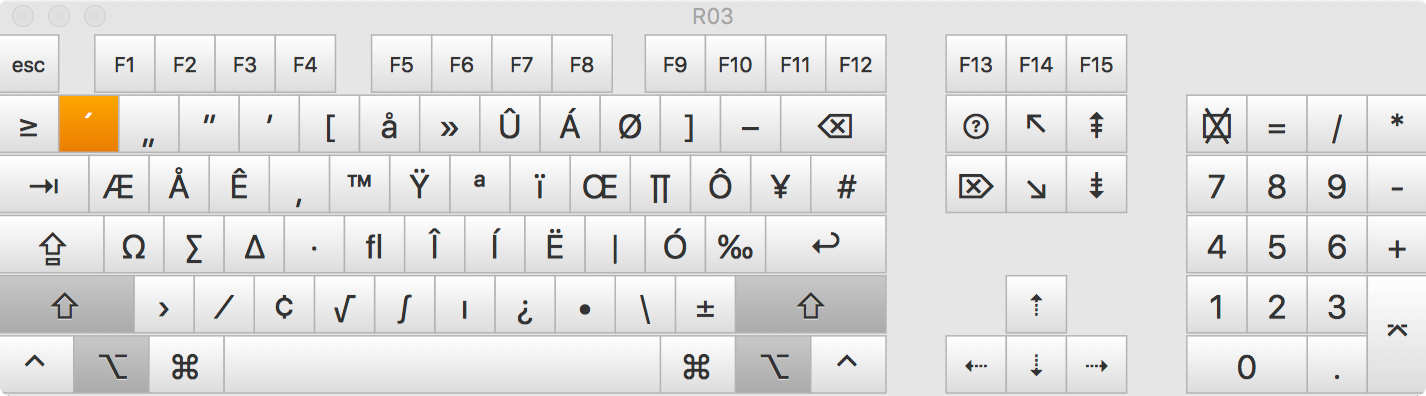 R03
esc F1 F2 F3 F4 F5 F6 F7 F8 F9 F10 F11 F12 F13 F14 F15
≥ ´ „ ” ’ [ å » Û Á Ø ] – ⌫ ? ↖ ⇞ = / *
⇥ Æ Å Ê ‚ ™ Ÿ ª ï Œ ∏ Ô ¥ # ⌦ ↘ ⇟ 7 8 9 -
⇪ Ω ∑ ∆ · fl Î Í Ë | Ó ‰ ↩ 4 5 6 +
⇧ › ⁄ ¢ √ ∫ ı ¿ • \ ± ⇧ ⇡ 1 2 3 ⌤
^ ⌥ ⌘ ⌘ ⌥ ^ ⇠ ⇣ ⇢ 0 .